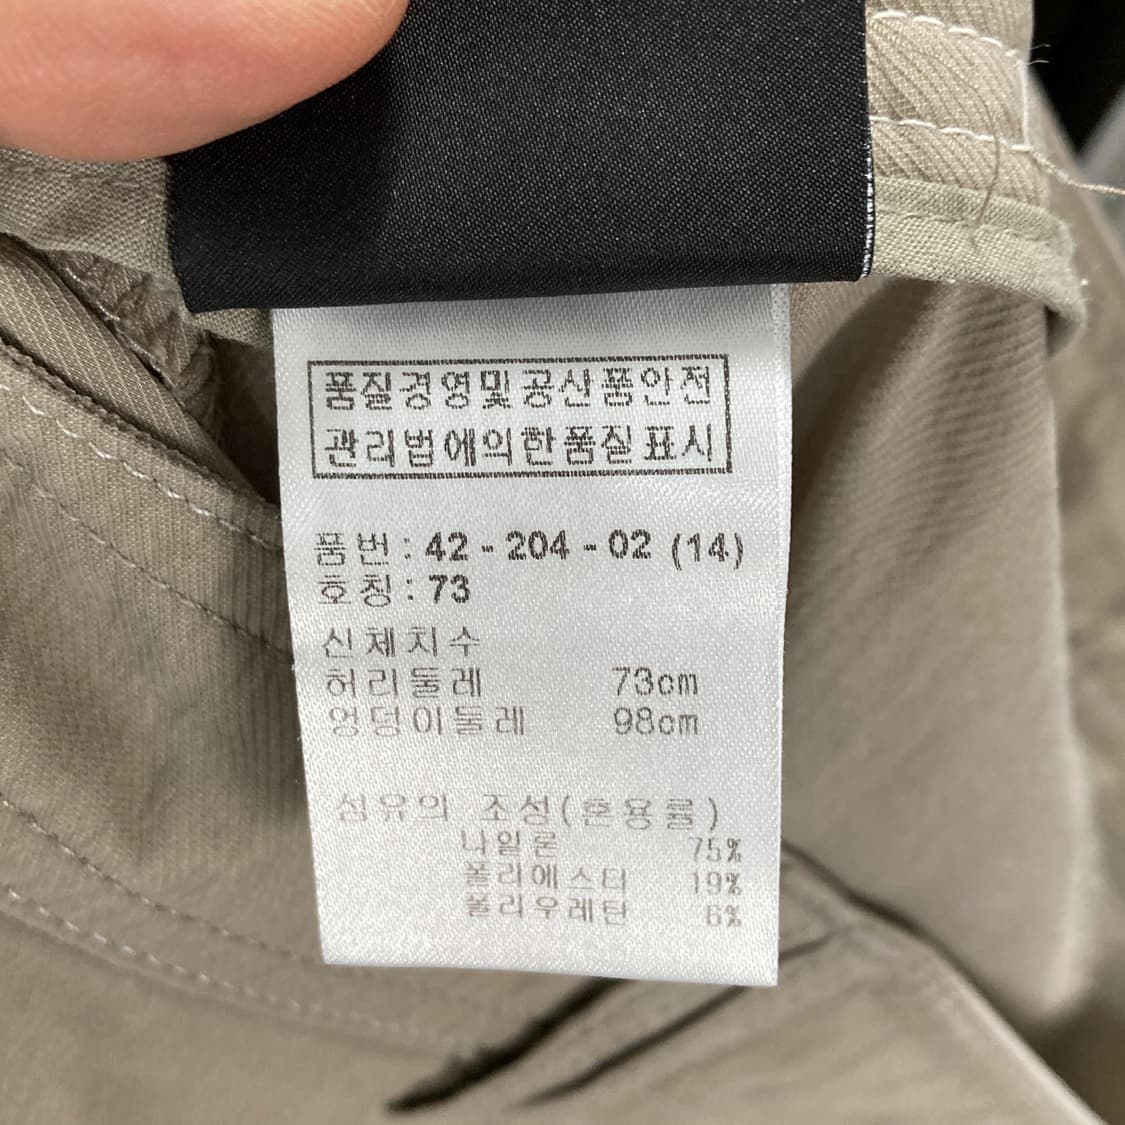 품질경영및공산품안전
관리법에의한품질표시
품번 : 42 - 204 - 02 (14)
호칭 : 73
신체치수
허리둘레 73cm
엉덩이둘레 98cm
섬유의 조성(혼용률)
나일론 75%
폴리에스터 19%
폴리우레탄 6%